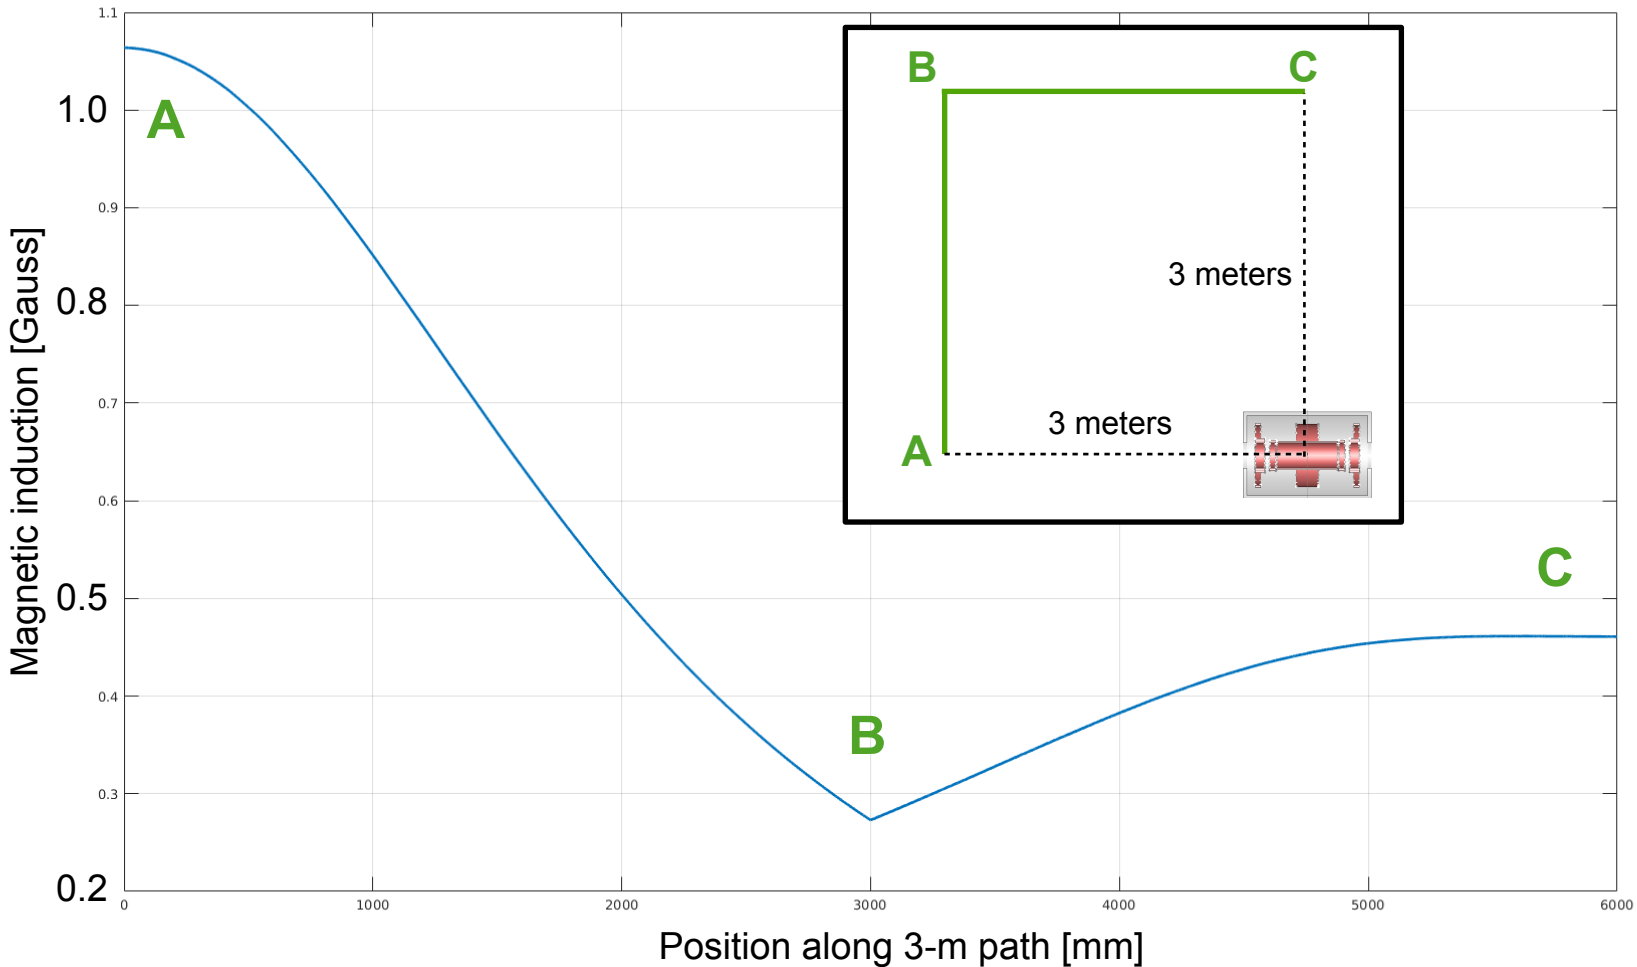 1.1
1.0
0.9
0.8
0.7
0.6
0.5
0.4
0.3
0.2
Magnetic induction [Gauss]
A
B
C
B
C
3 meters
3 meters
A
0 1000 2000 3000 4000 5000 6000
Position along 3-m path [mm]